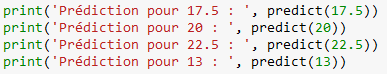 print('Prédiction pour 17.5 : ', predict(17.5))
print('Prédiction pour 20 : ', predict(20))
print('Prédiction pour 22.5 : ', predict(22.5))
print('Prédiction pour 13 : ', predict(13))